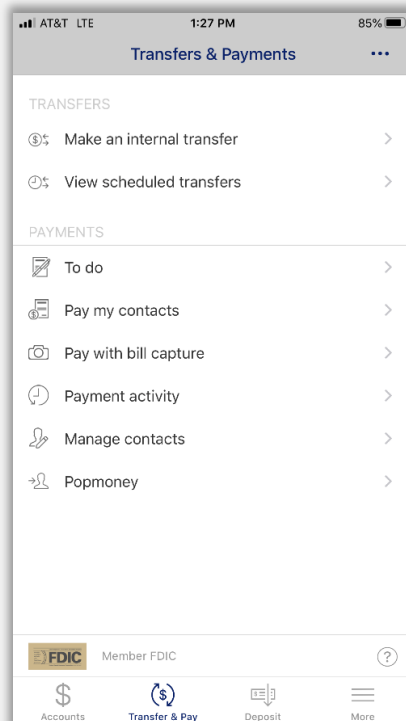 AT&T LTE 1:27 PM 85%
Transfers & Payments
TRANSFERS
Make an internal transfer
View scheduled transfers
PAYMENTS
To do
Pay my contacts
Pay with bill capture
Payment activity
Manage contacts
Popmoney
FDIC Member FDIC ?
Accounts Transfer & Pay Deposit More